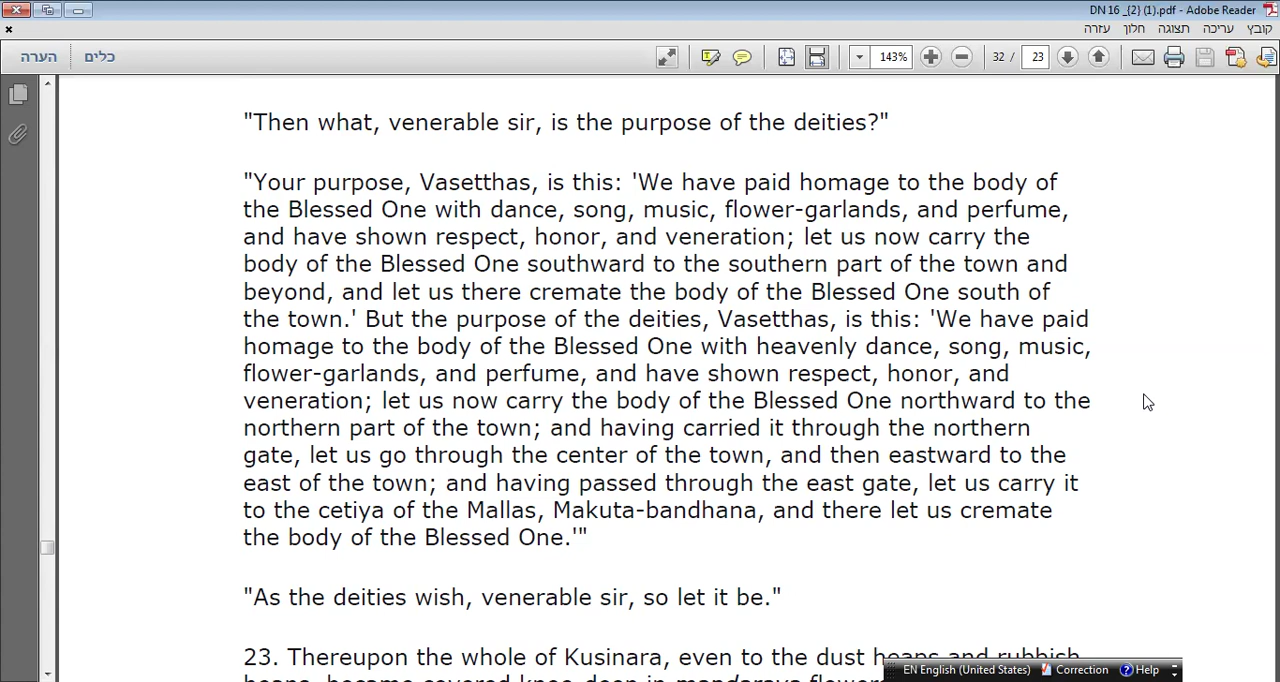 DN 16 _{2} (1).pdf - Adobe Reader
קובץ עריכה תצוגה חלון עזרה
הערה כלים 143% 32 / 23
"Then what, venerable sir, is the purpose of the deities?"
"Your purpose, Vasetthas, is this: 'We have paid homage to the body of
the Blessed One with dance, song, music, flower-garlands, and perfume,
and have shown respect, honor, and veneration; let us now carry the
body of the Blessed One southward to the southern part of the town and
beyond, and let us there cremate the body of the Blessed One south of
the town.' But the purpose of the deities, Vasetthas, is this: 'We have paid
homage to the body of the Blessed One with heavenly dance, song, music,
flower-garlands, and perfume, and have shown respect, honor, and
veneration; let us now carry the body of the Blessed One northward to the
northern part of the town; and having carried it through the northern
gate, let us go through the center of the town, and then eastward to the
east of the town; and having passed through the east gate, let us carry it
to the cetiya of the Mallas, Makuta-bandhana, and there let us cremate
the body of the Blessed One.'"
"As the deities wish, venerable sir, so let it be."
23. Thereupon the whole of Kusinara, even to the dust heaps and rubbish
heaps, became covered knee-deep in mandarava flowers
EN English (United States) Correction Help